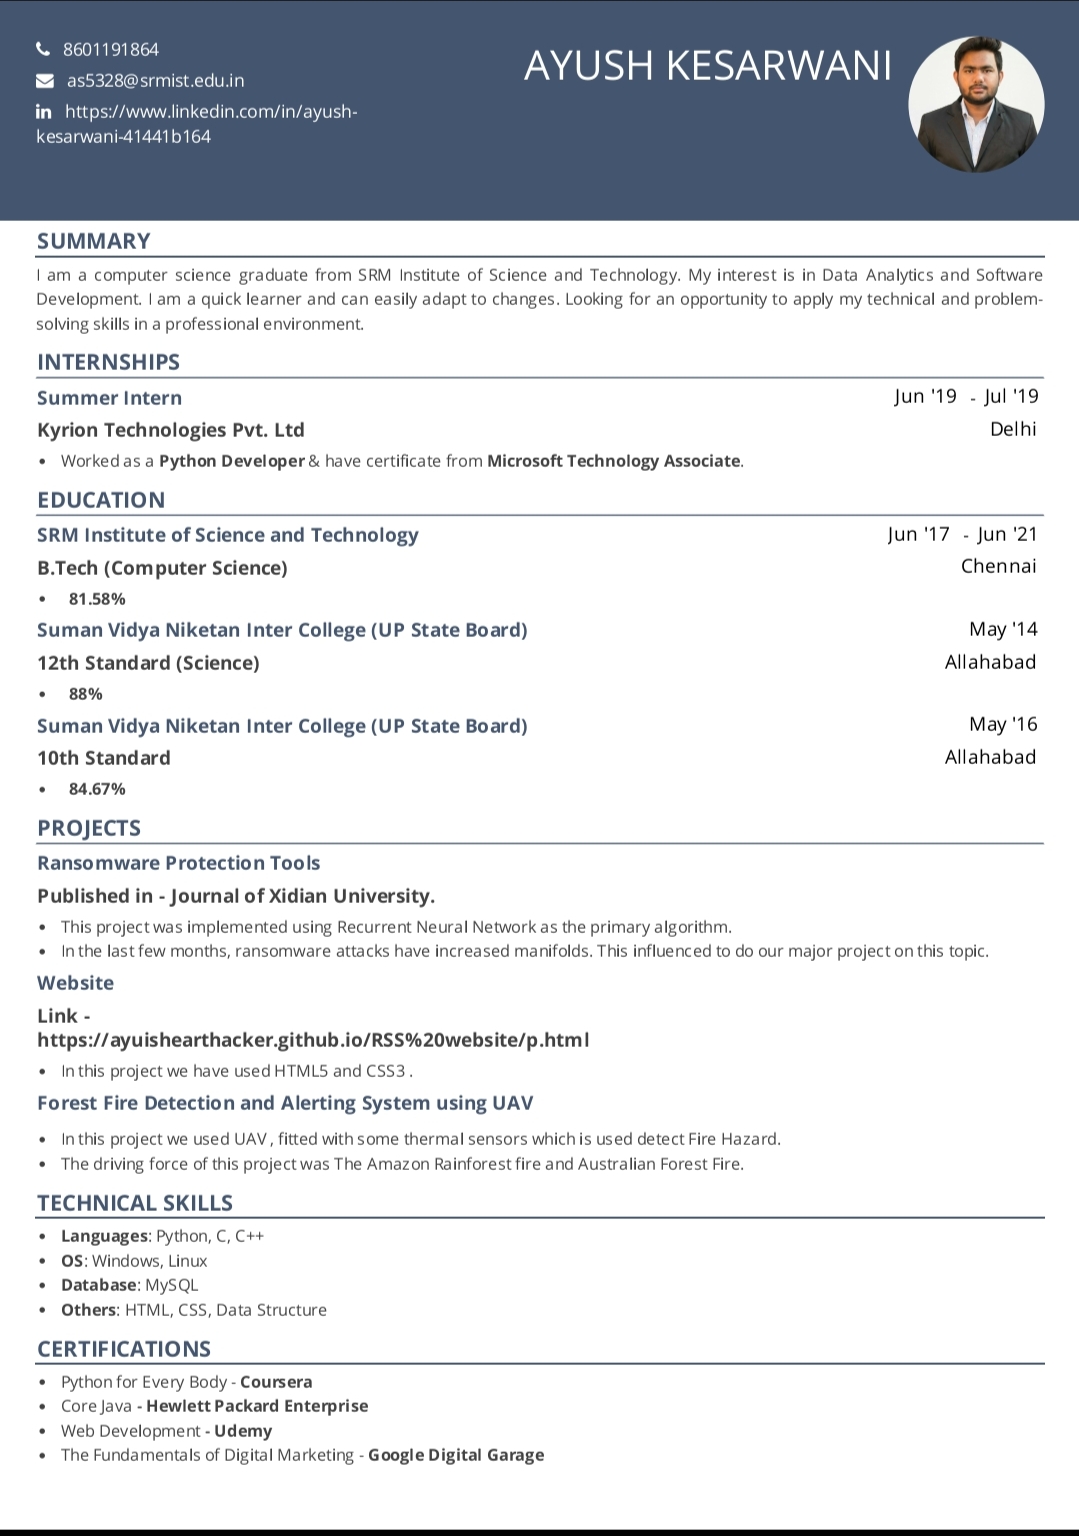 8601191864
as5328@srmist.edu.in
in https://www.linkedin.com/in/ayush-
kesarwani-41441b164
AYUSH KESARWANI
SUMMARY
I am a computer science graduate from SRM Institute of Science and Technology. My interest is in Data Analytics and Software
Development. I am a quick learner and can easily adapt to changes. Looking for an opportunity to apply my technical and problem-
solving skills in a professional environment.
INTERNSHIPS
Summer Intern Jun '19 - Jul '19
Kyrion Technologies Pvt. Ltd Delhi
• Worked as a Python Developer & have certificate from Microsoft Technology Associate.
EDUCATION
SRM Institute of Science and Technology Jun '17 - Jun '21
B.Tech (Computer Science) Chennai
• 81.58%
Suman Vidya Niketan Inter College (UP State Board) May '14
12th Standard (Science) Allahabad
• 88%
Suman Vidya Niketan Inter College (UP State Board) May '16
10th Standard Allahabad
• 84.67%
PROJECTS
Ransomware Protection Tools
Published in - Journal of Xidian University.
• This project was implemented using Recurrent Neural Network as the primary algorithm.
• In the last few months, ransomware attacks have increased manifolds. This influenced to do our major project on this topic.
Website
Link -
https://ayuishearthacker.github.io/RSS%20website/p.html
• In this project we have used HTML5 and CSS3 .
Forest Fire Detection and Alerting System using UAV
• In this project we used UAV , fitted with some thermal sensors which is used detect Fire Hazard.
• The driving force of this project was The Amazon Rainforest fire and Australian Forest Fire.
TECHNICAL SKILLS
• Languages: Python, C, C++
• OS: Windows, Linux
• Database: MySQL
• Others: HTML, CSS, Data Structure
CERTIFICATIONS
• Python for Every Body - Coursera
• Core Java - Hewlett Packard Enterprise
• Web Development - Udemy
• The Fundamentals of Digital Marketing - Google Digital Garage